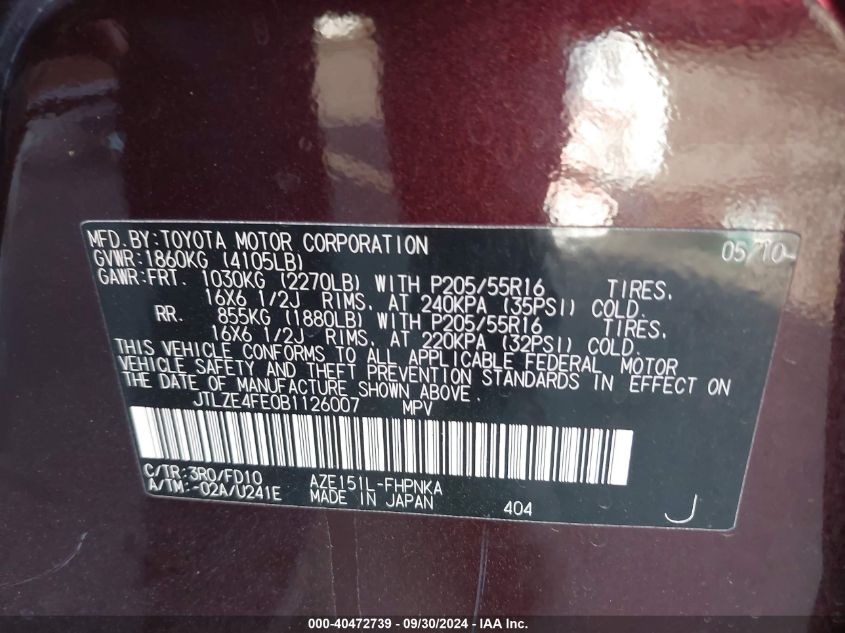 MFD.BY:TOYOTA MOTOR CORPORATION 05/10
GVWR:1860KG (4105LB)
GAWR:FRT. 1030KG (2270LB) WITH P205/55R16 TIRES,
16X6 1/2J RIMS, AT 240KPA (35PSI) COLD.
RR. 855KG (1880LB) WITH P205/55R16 TIRES,
16X6 1/2J RIMS, AT 220KPA (32PSI) COLD.
THIS VEHICLE CONFORMS TO ALL APPLICABLE FEDERAL MOTOR
VEHICLE SAFETY AND THEFT PREVENTION STANDARDS IN EFFECT ON
THE DATE OF MANUFACTURE SHOWN ABOVE.
JTLZE4FE0B1126007 MPV
C/TR:3R0/FD10 AZE151L-FHPNKA
A/TM:-02A/U241E MADE IN JAPAN 404 J
000-40472739 / 09/30/2024 - IAA Inc.